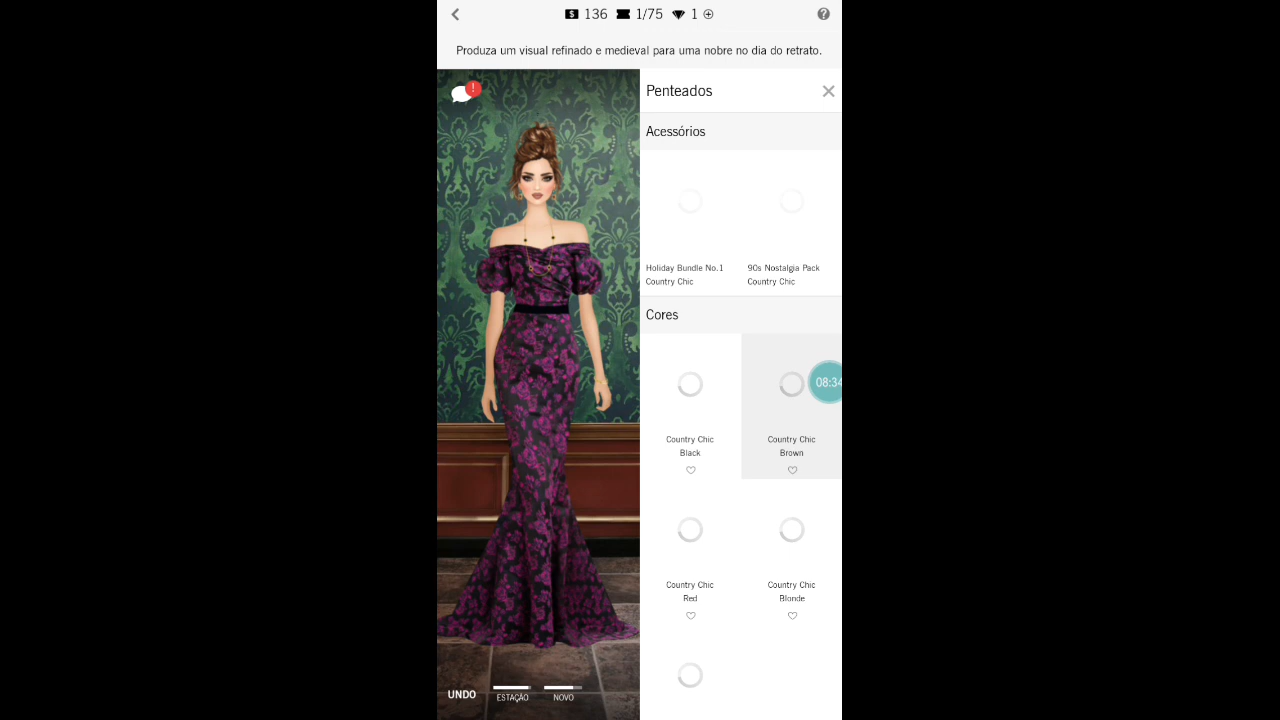 136 1/75 1
Produza um visual refinado e medieval para uma nobre no dia do retrato.
!
Penteados
Acessórios
Holiday Bundle No.1
Country Chic
90s Nostalgia Pack
Country Chic
Cores
08:34
Country Chic
Black
Country Chic
Brown
Country Chic
Red
Country Chic
Blonde
UNDO
ESTAÇÃO
NOVO